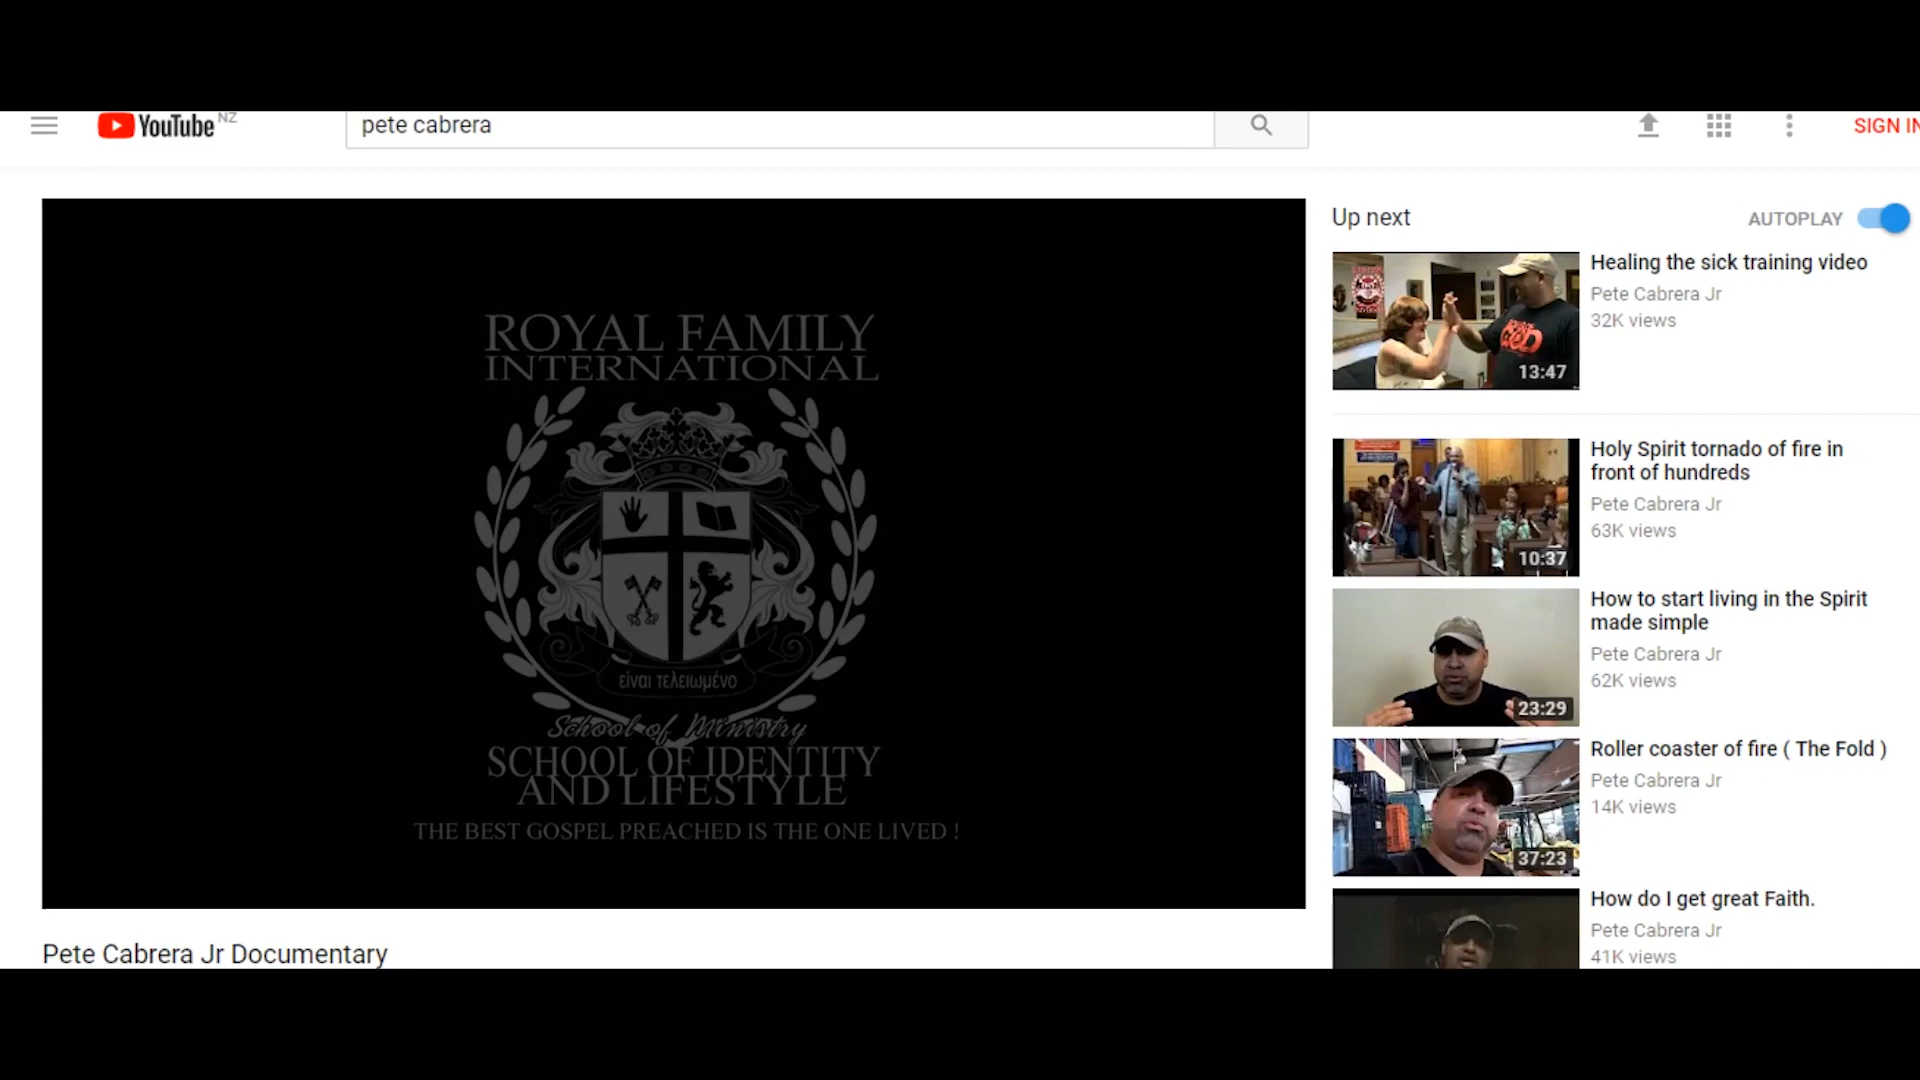 YouTube NZ
pete cabrera
SIGN IN
ROYAL FAMILY
INTERNATIONAL
είναι τελειωμένο
School of Ministry
SCHOOL OF IDENTITY
AND LIFESTYLE
THE BEST GOSPEL PREACHED IS THE ONE LIVED !
Pete Cabrera Jr Documentary
Up next
AUTOPLAY
Healing the sick training video
Pete Cabrera Jr
32K views
13:47
Holy Spirit tornado of fire in
front of hundreds
Pete Cabrera Jr
63K views
10:37
How to start living in the Spirit
made simple
Pete Cabrera Jr
62K views
23:29
Roller coaster of fire ( The Fold )
Pete Cabrera Jr
14K views
37:23
How do I get great Faith.
Pete Cabrera Jr
41K views